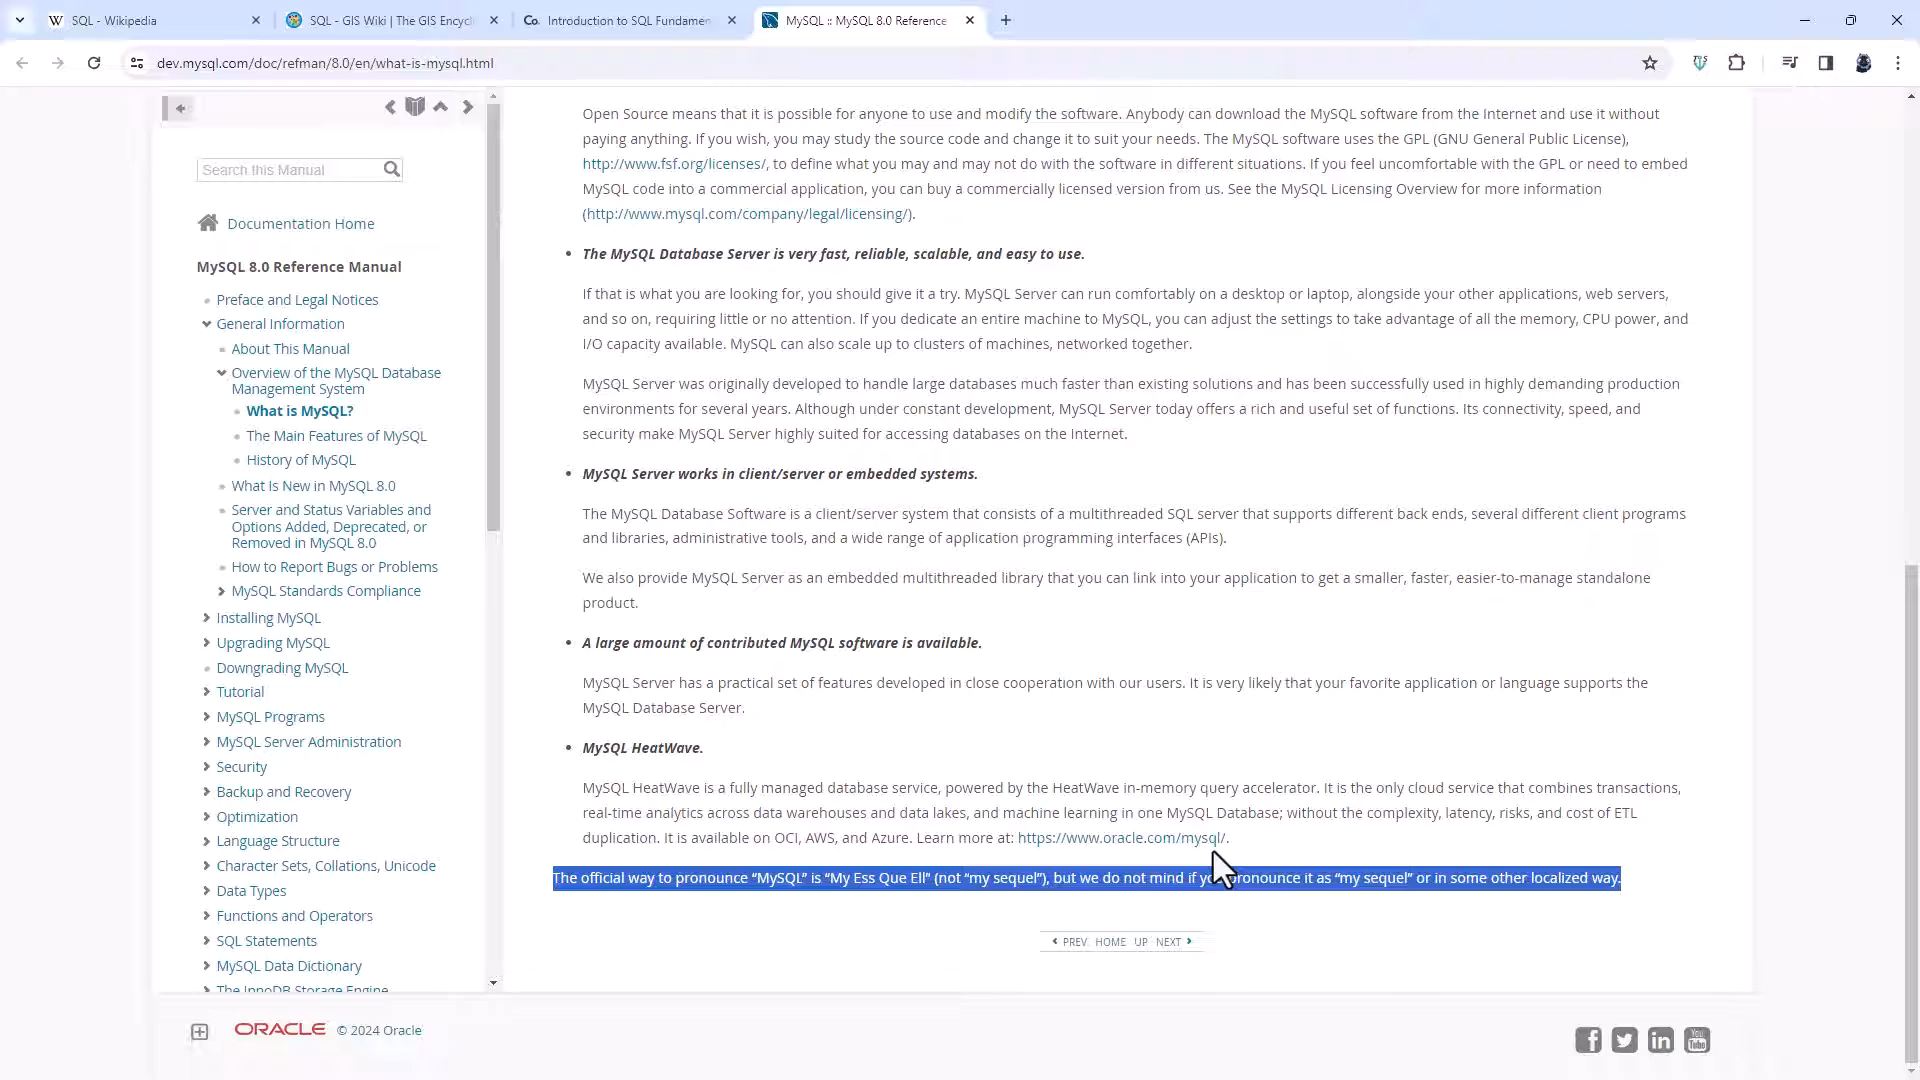 SQL - Wikipedia
SQL - GIS Wiki | The GIS Encycl
Co. Introduction to SQL Fundamen
MySQL :: MySQL 8.0 Reference
dev.mysql.com/doc/refman/8.0/en/what-is-mysql.html
Search this Manual
Documentation Home
MySQL 8.0 Reference Manual
Preface and Legal Notices
General Information
About This Manual
Overview of the MySQL Database
Management System
What is MySQL?
The Main Features of MySQL
History of MySQL
What Is New in MySQL 8.0
Server and Status Variables and
Options Added, Deprecated, or
Removed in MySQL 8.0
How to Report Bugs or Problems
MySQL Standards Compliance
Installing MySQL
Upgrading MySQL
Downgrading MySQL
Tutorial
MySQL Programs
MySQL Server Administration
Security
Backup and Recovery
Optimization
Language Structure
Character Sets, Collations, Unicode
Data Types
Functions and Operators
SQL Statements
MySQL Data Dictionary
The InnoDB Storage Engine
Open Source means that it is possible for anyone to use and modify the software. Anybody can download the MySQL software from the Internet and use it without
paying anything. If you wish, you may study the source code and change it to suit your needs. The MySQL software uses the GPL (GNU General Public License),
http://www.fsf.org/licenses/, to define what you may and may not do with the software in different situations. If you feel uncomfortable with the GPL or need to embed
MySQL code into a commercial application, you can buy a commercially licensed version from us. See the MySQL Licensing Overview for more information
(http://www.mysql.com/company/legal/licensing/).
• The MySQL Database Server is very fast, reliable, scalable, and easy to use.
If that is what you are looking for, you should give it a try. MySQL Server can run comfortably on a desktop or laptop, alongside your other applications, web servers,
and so on, requiring little or no attention. If you dedicate an entire machine to MySQL, you can adjust the settings to take advantage of all the memory, CPU power, and
I/O capacity available. MySQL can also scale up to clusters of machines, networked together.
MySQL Server was originally developed to handle large databases much faster than existing solutions and has been successfully used in highly demanding production
environments for several years. Although under constant development, MySQL Server today offers a rich and useful set of functions. Its connectivity, speed, and
security make MySQL Server highly suited for accessing databases on the Internet.
• MySQL Server works in client/server or embedded systems.
The MySQL Database Software is a client/server system that consists of a multithreaded SQL server that supports different back ends, several different client programs
and libraries, administrative tools, and a wide range of application programming interfaces (APIs).
We also provide MySQL Server as an embedded multithreaded library that you can link into your application to get a smaller, faster, easier-to-manage standalone
product.
• A large amount of contributed MySQL software is available.
MySQL Server has a practical set of features developed in close cooperation with our users. It is very likely that your favorite application or language supports the
MySQL Database Server.
• MySQL HeatWave.
MySQL HeatWave is a fully managed database service, powered by the HeatWave in-memory query accelerator. It is the only cloud service that combines transactions,
real-time analytics across data warehouses and data lakes, and machine learning in one MySQL Database; without the complexity, latency, risks, and cost of ETL
duplication. It is available on OCI, AWS, and Azure. Learn more at: https://www.oracle.com/mysql/.
The official way to pronounce “MySQL” is “My Ess Que Ell” (not “my sequel”), but we do not mind if you pronounce it as “my sequel” or in some other localized way.
PREV HOME UP NEXT
ORACLE © 2024 Oracle
You Tube